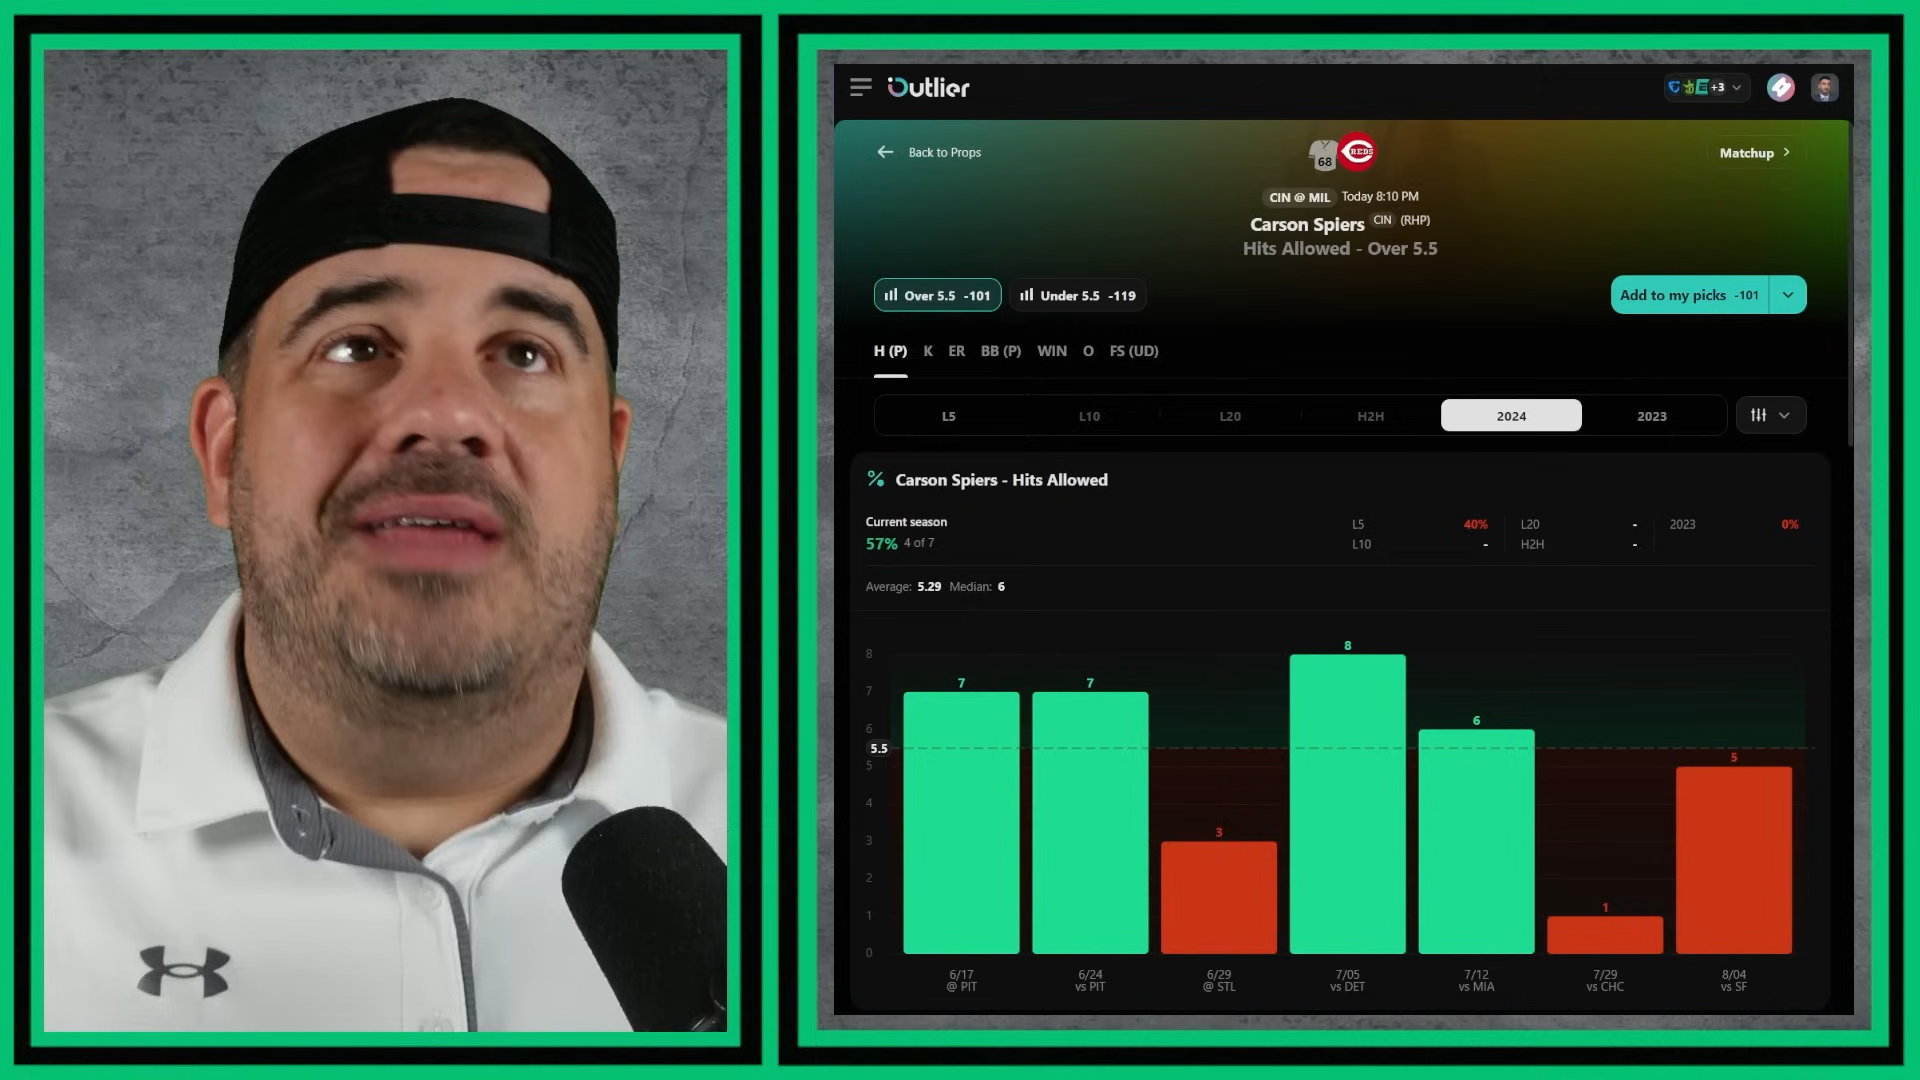 Outlier
+3
Back to Props
68
REDS
Matchup
CIN @ MIL Today 8:10 PM
Carson Spiers CIN (RHP)
Hits Allowed - Over 5.5
Over 5.5 -101
Under 5.5 -119
Add to my picks -101
H (P) K ER BB (P) WIN O FS (UD)
L5 L10 L20 H2H 2024 2023
% Carson Spiers - Hits Allowed
Current season
57% 4 of 7
L5 40% L20 - 2023 0%
L10 - H2H -
Average: 5.29 Median: 6
8
7
6
5.5
5
4
3
2
1
0
7 7 3 8 6 1 5
6/17 6/24 6/29 7/05 7/12 7/29 8/04
@ PIT vs PIT @ STL vs DET vs MIA vs CHC vs SF